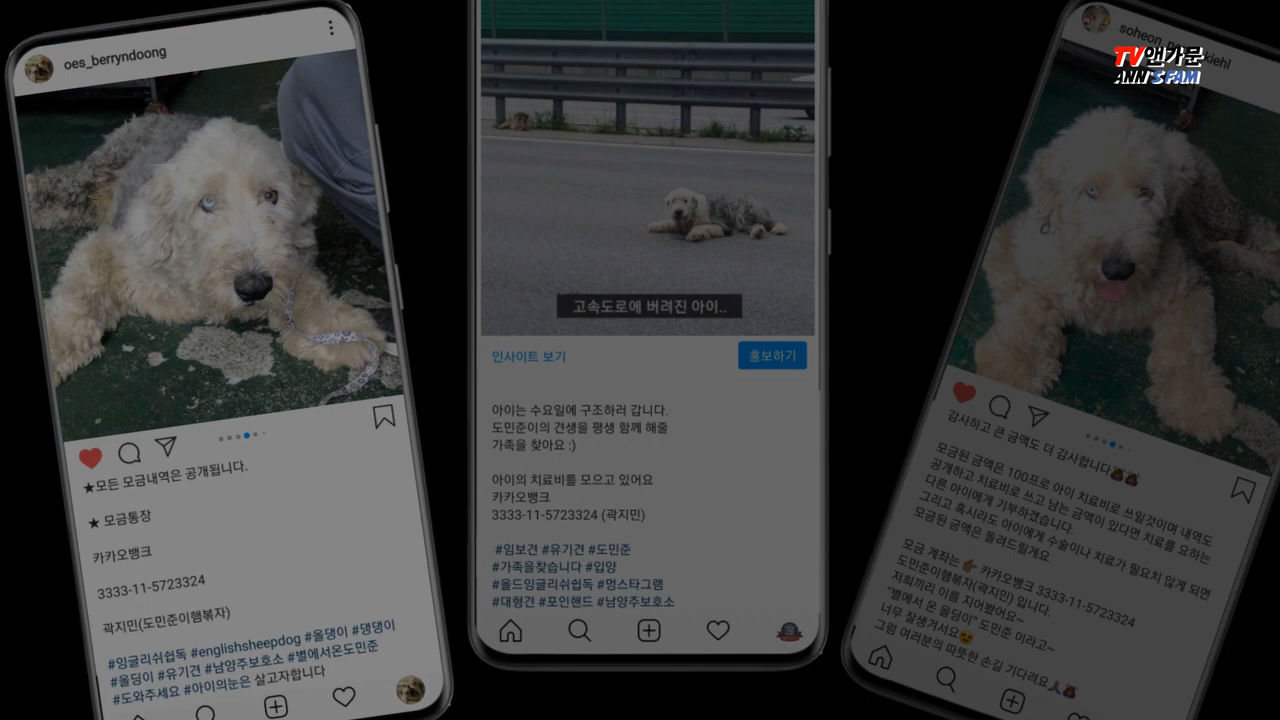 oes_berryndoong
★모든 모금내역은 공개됩니다.
★ 모금통장
카카오뱅크
3333-11-5723324
곽지민(도민준이햄볶자)
#잉글리쉬쉽독 #englishsheepdog #올댕이 #댕댕이
#올딩이 #유기견 #남양주보호소 #별에서온도민준
#도와주세요 #아이의눈은 살고자합니다
고속도로에 버려진 아이..
인사이트 보기
홍보하기
아이는 수요일에 구조하러 갑니다.
도민준이의 견생을 평생 함께 해줄
가족을 찾아요 :)
아이의 치료비를 모으고 있어요
카카오뱅크
3333-11-5723324 (곽지민)
#임보견 #유기견 #도민준
#가족을찾습니다 #입양
#올드잉글리쉬쉽독 #멍스타그램
#대형견 #포인핸드 #남양주보호소
TV앤가문
ANN'S FAM
감사하고 큰 금액도 더 감사합니다🙏🏻🙏🏻
모금된 금액은 100프로 아이 치료비로 쓰일것이며 내역도
공개하고 치료비로 쓰고 남는 금액이 있다면 치료를 요하는
다른 아이에게 기부하겠습니다.
그리고 혹시라도 아이에게 수술이나 치료가 필요치 않게 되면
모금된 금액은 돌려드릴게요.
모금 계좌는 👉 카카오뱅크 3333-11-5723324
도민준이햄볶자(곽지민) 입니다.
저희끼리 이름 지어봤어요~
"별에서 온 올딩이" 도민준 이라고~
너무 잘생겨서요
그럼 여러분의 따뜻한 손길 기다려요🙏